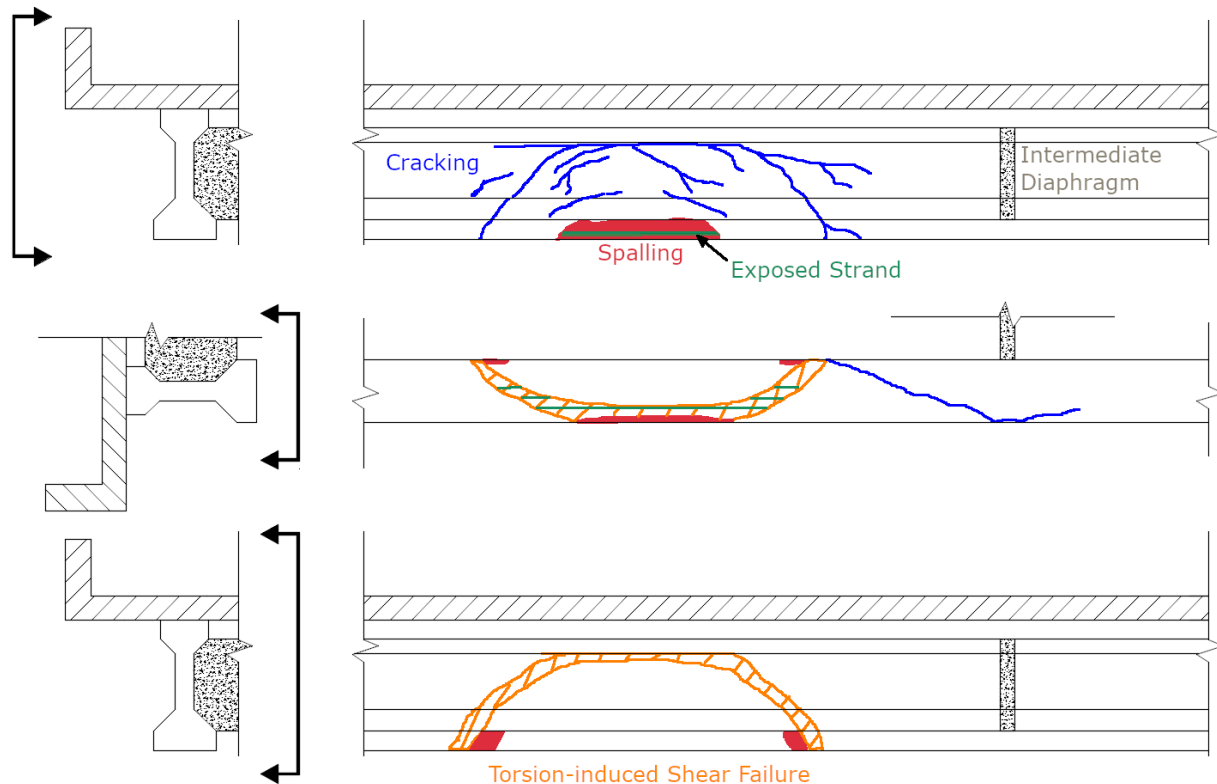 Cracking
Intermediate
Diaphragm
Spalling
Exposed Strand
Torsion-induced Shear Failure